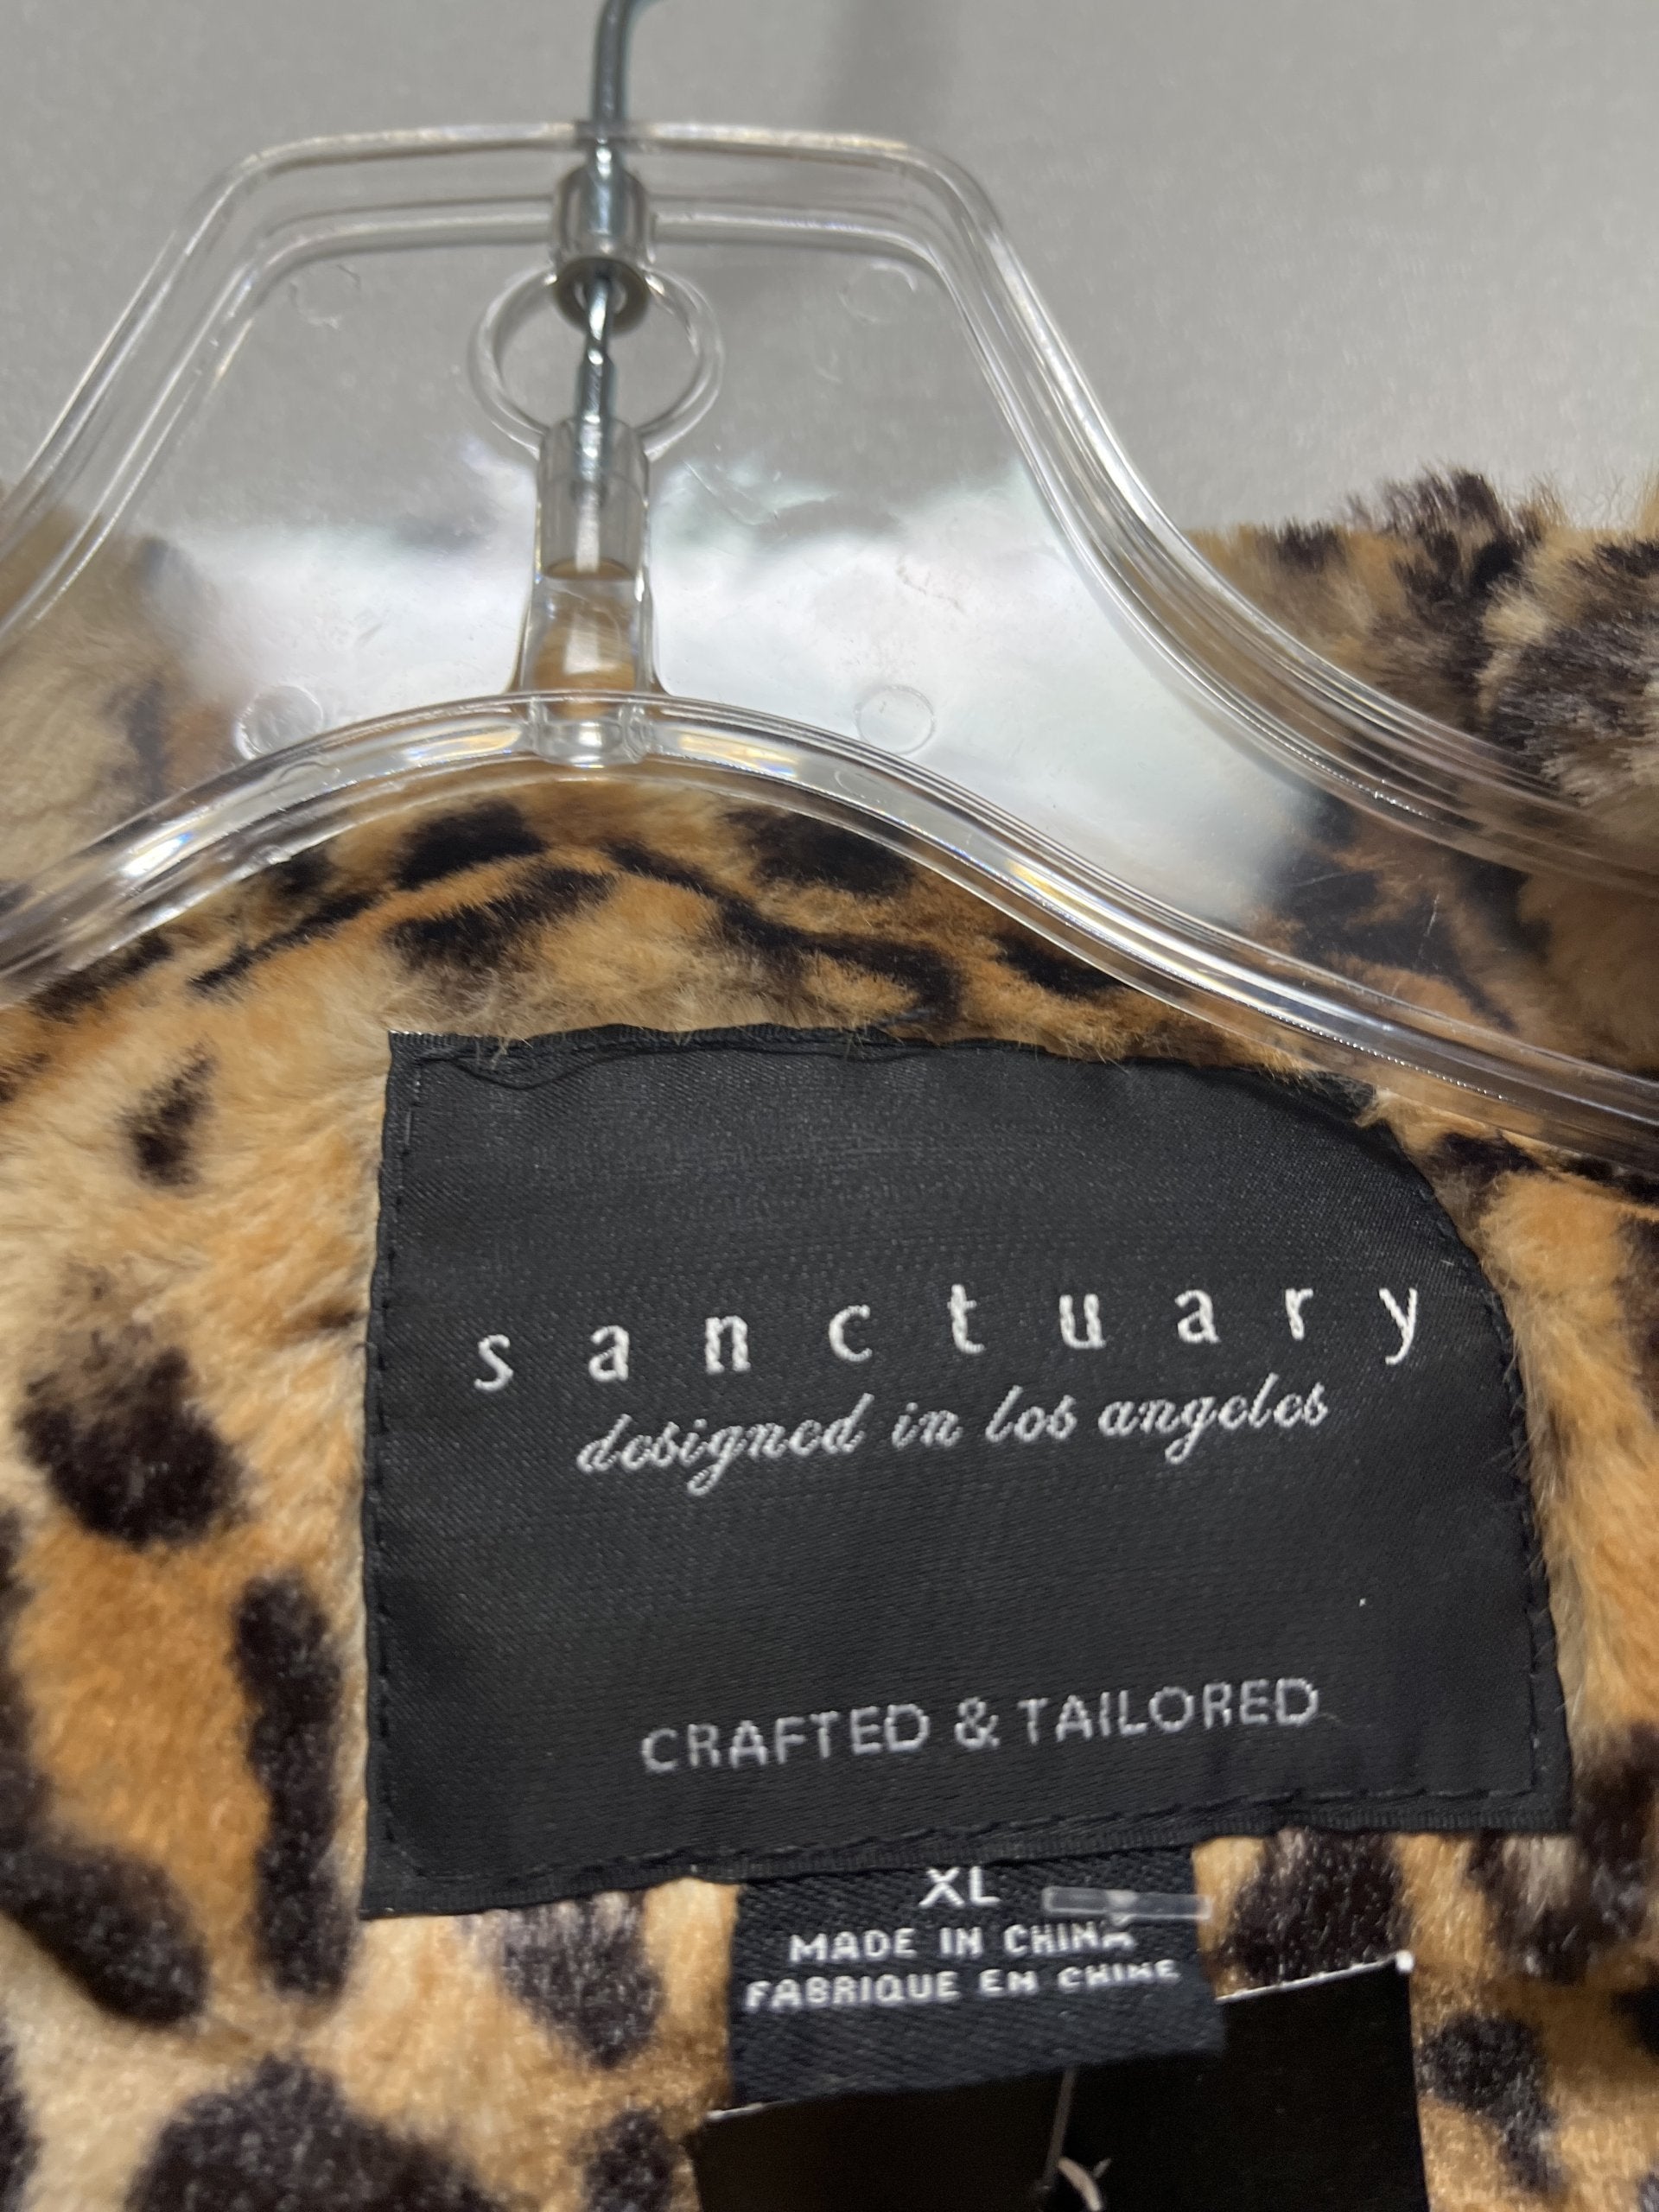 sanctuary
designed in los angeles
CRAFTED & TAILORED
XL
MADE IN CHINA
FABRIQUE EN CHINE